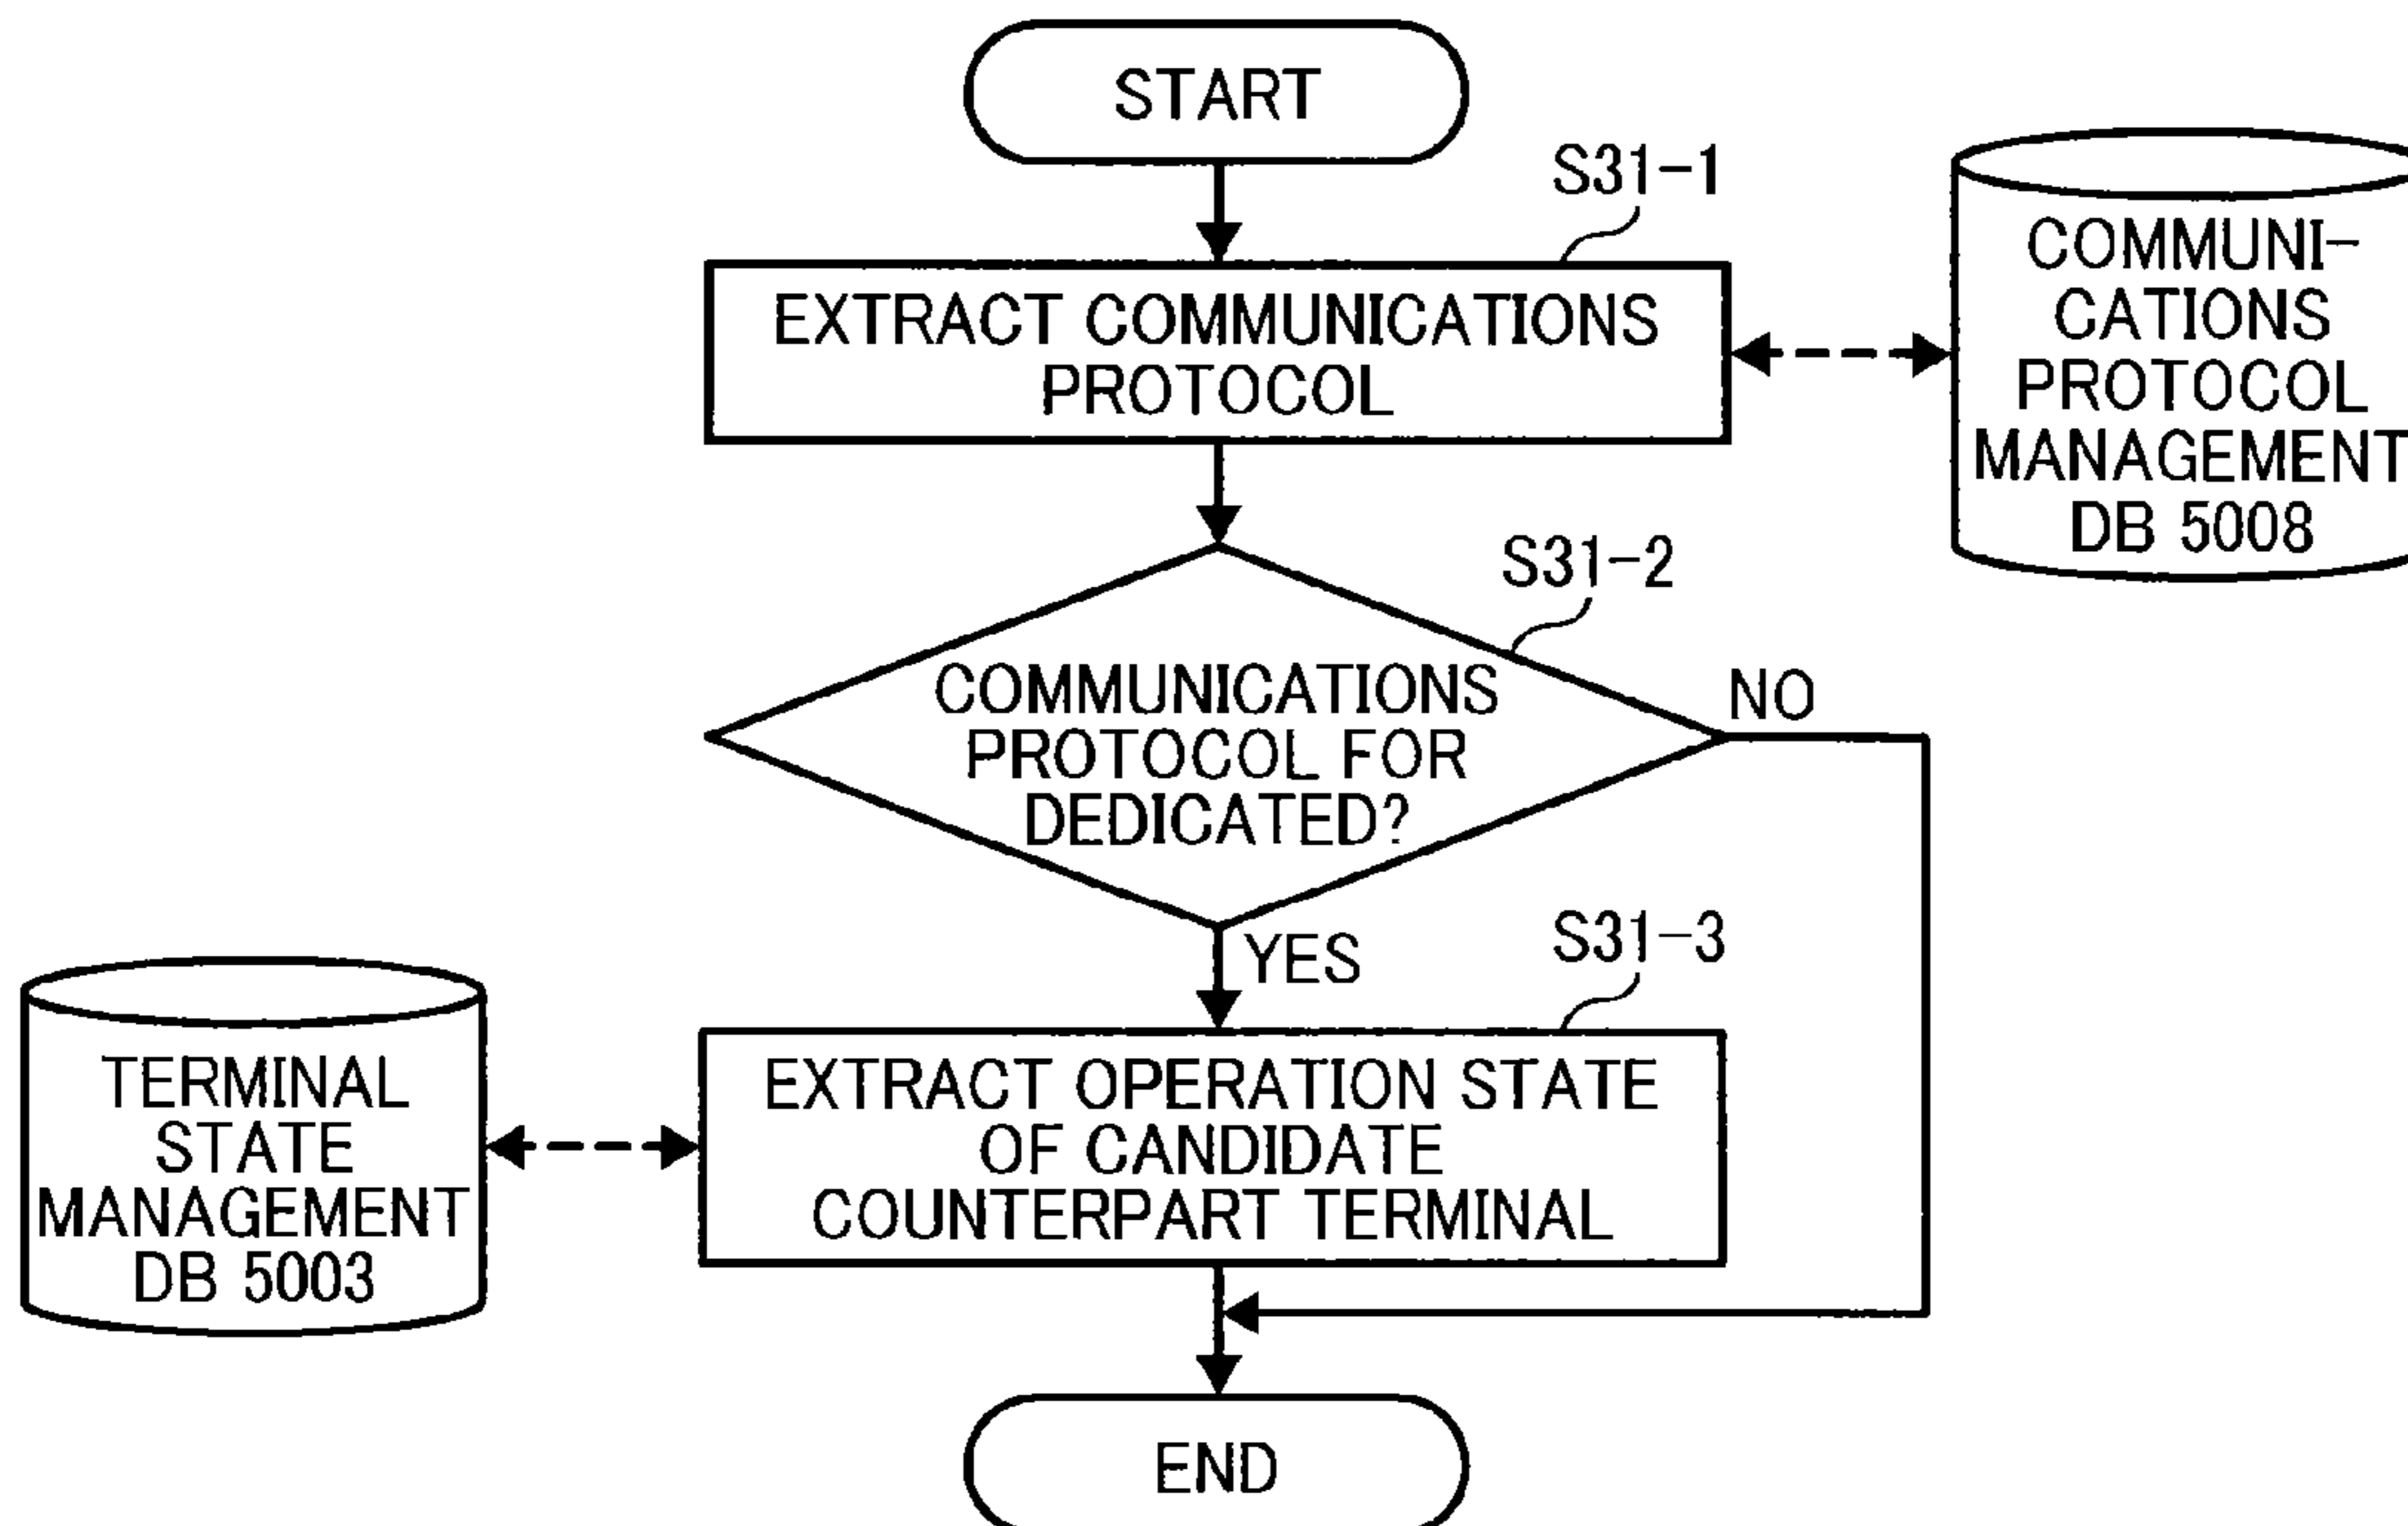 START
S31-1
EXTRACT COMMUNICATIONS
PROTOCOL
COMMUNI-
CATIONS
PROTOCOL
MANAGEMENT
DB 5008
S31-2
COMMUNICATIONS
PROTOCOL FOR
DEDICATED?
NO
YES
S31-3
EXTRACT OPERATION STATE
OF CANDIDATE
COUNTERPART TERMINAL
TERMINAL
STATE
MANAGEMENT
DB 5003
END